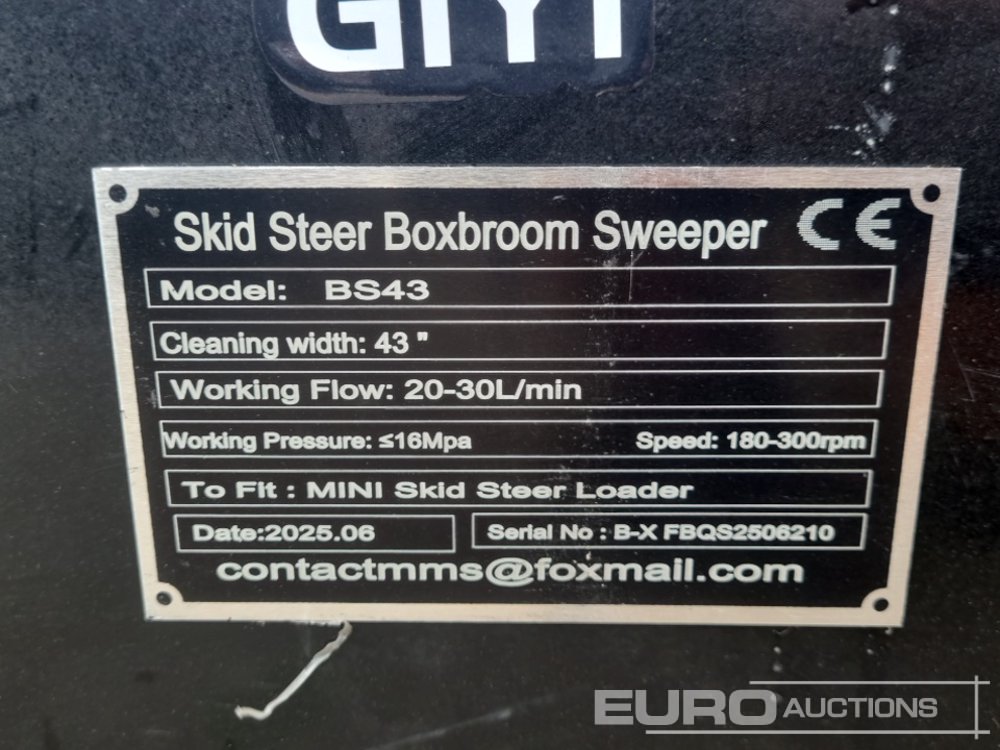 GIYI
Skid Steer Boxbroom Sweeper CE
Model: BS43
Cleaning width: 43 "
Working Flow: 20-30L/min
Working Pressure: ≤16Mpa Speed: 180-300rpm
To Fit : MINI Skid Steer Loader
Date:2025.06 Serial No : B-X FBQS2506210
contactmms@foxmail.com
EURO AUCTIONS